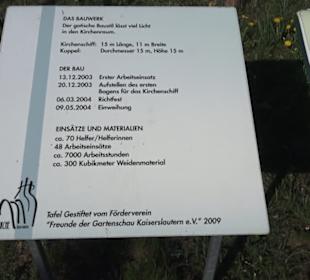 DAS BAUWERK
Der gotische Baustil lässt viel Licht
in den Kirchenraum.
Kirchenschiff: 15 m Länge, 11 m Breite
Kuppel: Durchmesser 15 m, Höhe 15 m
DER BAU
13.12.2003 Erster Arbeitseinsatz
20.12.2003 Aufstellen des ersten
Bogens für das Kirchenschiff
06.03.2004 Richtfest
09.05.2004 Einweihung
EINSÄTZE UND MATERIALIEN
ca. 70 Helfer/Helferinnen
48 Arbeitseinsätze
ca. 7000 Arbeitsstunden
ca. 300 Kubikmeter Weidenmaterial
Tafel Gestiftet vom Förderverein
"Freunde der Gartenschau Kaiserslautern e.V." 2009